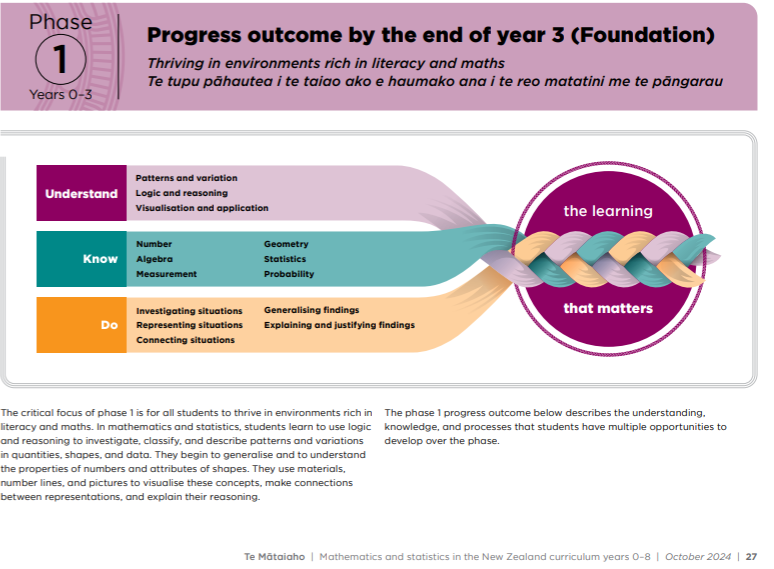 Phase
1
Years 0–3
Progress outcome by the end of year 3 (Foundation)
Thriving in environments rich in literacy and maths
Te tupu pāhautea i te taiao ako e haumako ana i te reo matatini me te pāngarau
Understand
Patterns and variation
Logic and reasoning
Visualisation and application
Know
Number
Algebra
Measurement
Geometry
Statistics
Probability
Do
Investigating situations
Representing situations
Connecting situations
Generalising findings
Explaining and justifying findings
the learning
that matters
The critical focus of phase 1 is for all students to thrive in environments rich in
literacy and maths. In mathematics and statistics, students learn to use logic
and reasoning to investigate, classify, and describe patterns and variations
in quantities, shapes, and data. They begin to generalise and to understand
the properties of numbers and attributes of shapes. They use materials,
number lines, and pictures to visualise these concepts, make connections
between representations, and explain their reasoning.
The phase 1 progress outcome below describes the understanding,
knowledge, and processes that students have multiple opportunities to
develop over the phase.
Te Mātaiaho | Mathematics and statistics in the New Zealand curriculum years 0–8 | October 2024 | 27